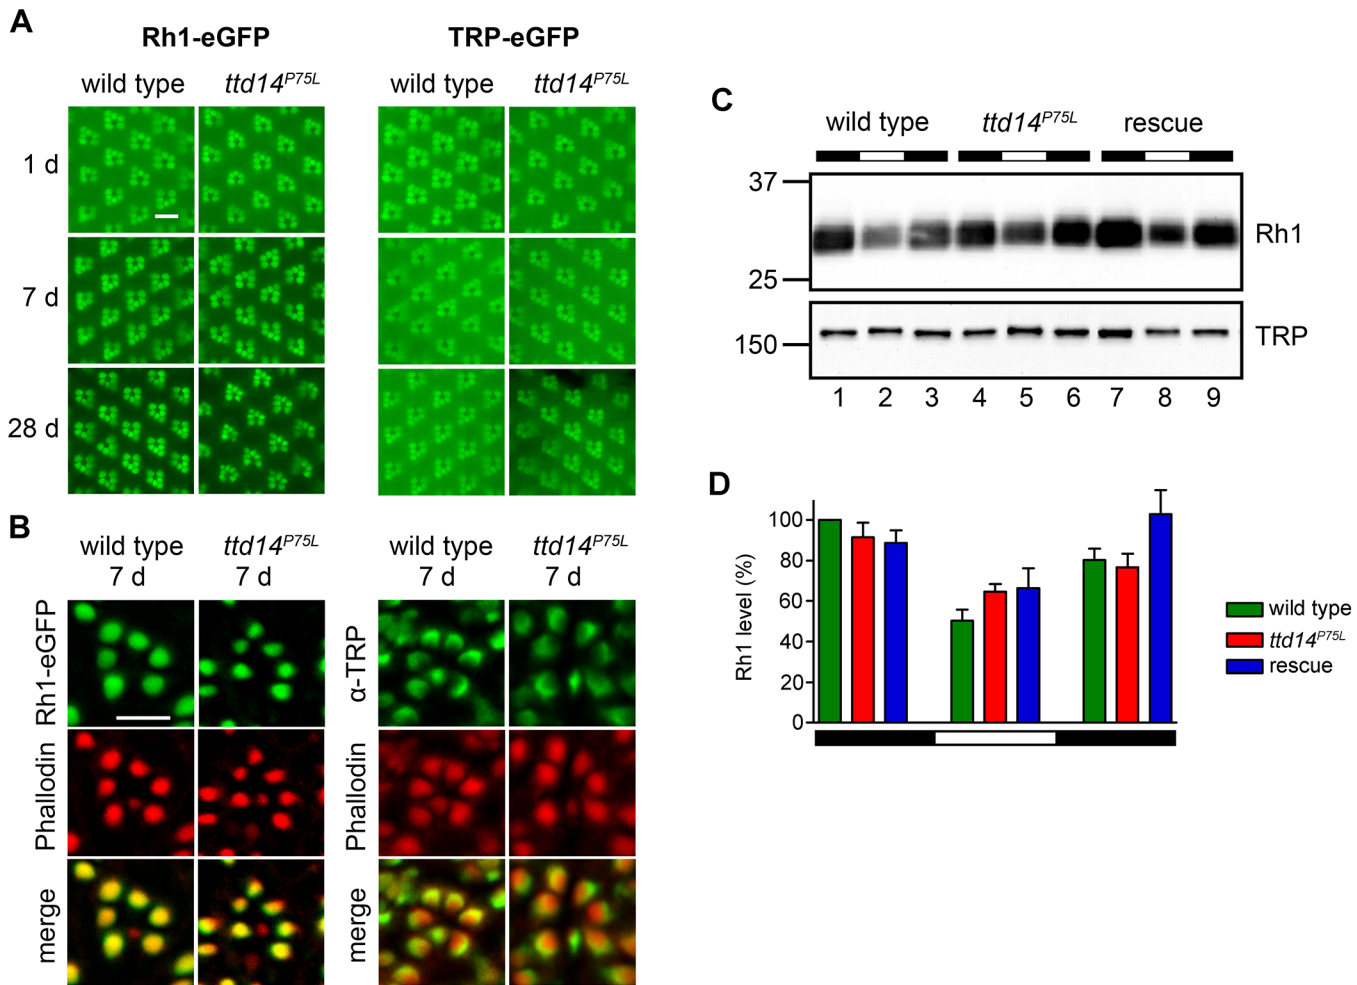 A
Rh1-eGFP
TRP-eGFP
wild type
ttd14P75L
wild type
ttd14P75L
1 d
7 d
28 d
B
wild type
7 d
ttd14P75L
7 d
wild type
7 d
ttd14P75L
7 d
Rh1-eGFP
Phallodin
merge
α-TRP
Phallodin
merge
C
wild type
ttd14P75L
rescue
37
25
Rh1
150
TRP
1 2 3 4 5 6 7 8 9
D
Rh1 level (%)
100
80
60
40
20
0
wild type
ttd14P75L
rescue